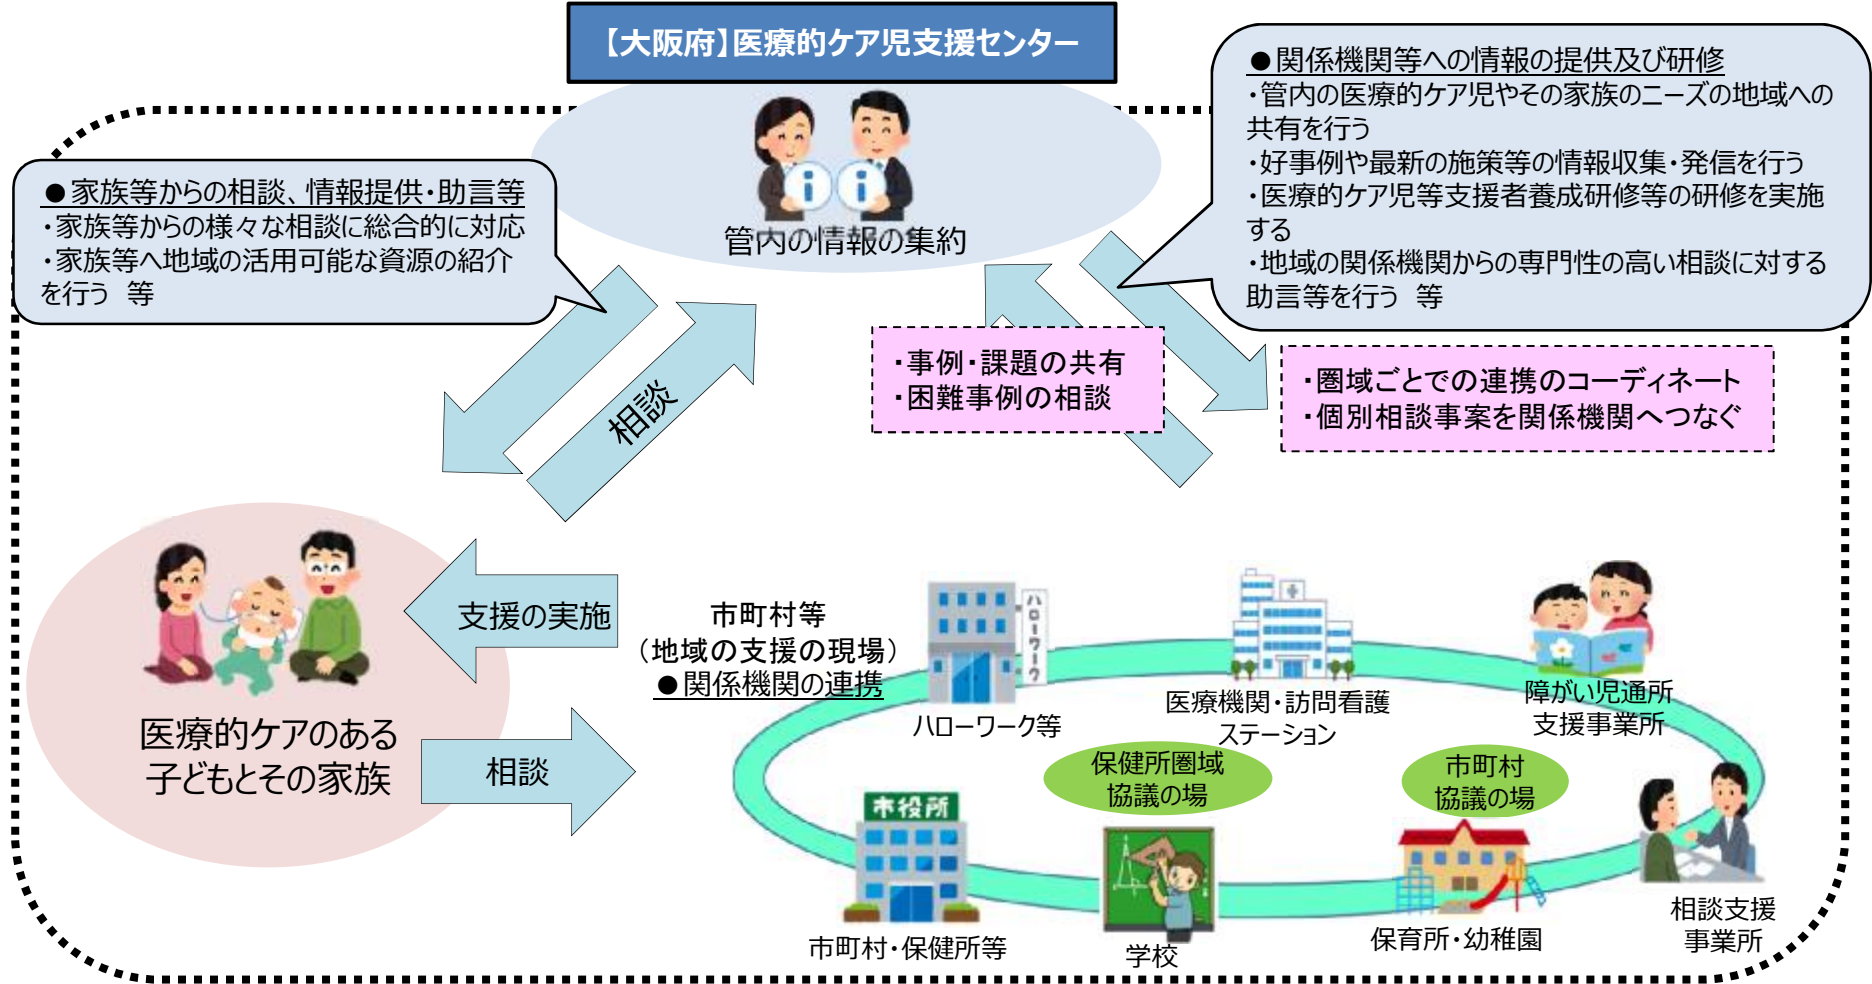 【大阪府】医療的ケア児支援センター
管内の情報の集約
●家族等からの相談、情報提供・助言等
・家族等からの様々な相談に総合的に対応
・家族等へ地域の活用可能な資源の紹介
を行う 等
●関係機関等への情報の提供及び研修
・管内の医療的ケア児やその家族のニーズの地域への
共有を行う
・好事例や最新の施策等の情報収集・発信を行う
・医療的ケア児等支援者養成研修等の研修を実施
する
・地域の関係機関からの専門性の高い相談に対する
助言等を行う 等
相談
・事例・課題の共有
・困難事例の相談
・圏域ごとでの連携のコーディネート
・個別相談事案を関係機関へつなぐ
医療的ケアのある
子どもとその家族
支援の実施
相談
市町村等
（地域の支援の現場）
●関係機関の連携
ハローワーク
ハローワーク等
医療機関・訪問看護
ステーション
障がい児通所
支援事業所
保健所圏域
協議の場
市町村
協議の場
市役所
市町村・保健所等
学校
保育所・幼稚園
相談支援
事業所